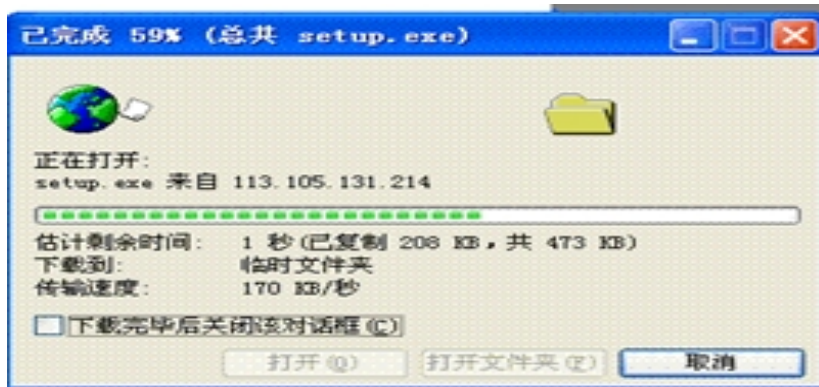 已完成 59% (总共 setup.exe)
正在打开:
setup.exe 来自 113.105.131.214
估计剩余时间: 1 秒(已复制 208 KB，共 473 KB)
下载到: 临时文件夹
传输速度: 170 KB/秒
下载完毕后关闭该对话框(C)
打开(O) 打开文件夹(F) 取消